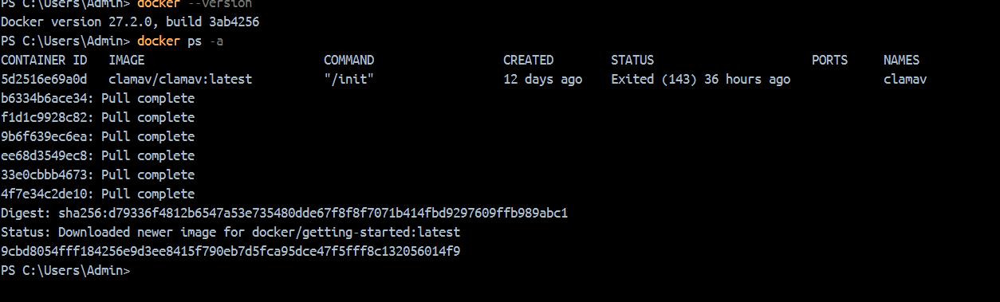 PS C:\Users\Admin> docker --version
Docker version 27.2.0, build 3ab4256
PS C:\Users\Admin> docker ps -a
CONTAINER ID   IMAGE                         COMMAND                  CREATED        STATUS                        PORTS     NAMES
5d2516e69a0d   clamav/clamav:latest          "/init"                  12 days ago    Exited (143) 36 hours ago               clamav
b6334b6ace34: Pull complete
f1d1c9928c82: Pull complete
9b6f639ec6ea: Pull complete
ee68d3549ec8: Pull complete
33e0cbbb4673: Pull complete
4f7e34c2de10: Pull complete
Digest: sha256:d79336f4812b6547a53e735480dde67f8f8f7071b414fbd9297609ffb989abc1
Status: Downloaded newer image for docker/getting-started:latest
9cbd8054fff184256e9d3ee8415f790eb7d5fca95dce47f5fff8c132056014f9
PS C:\Users\Admin>